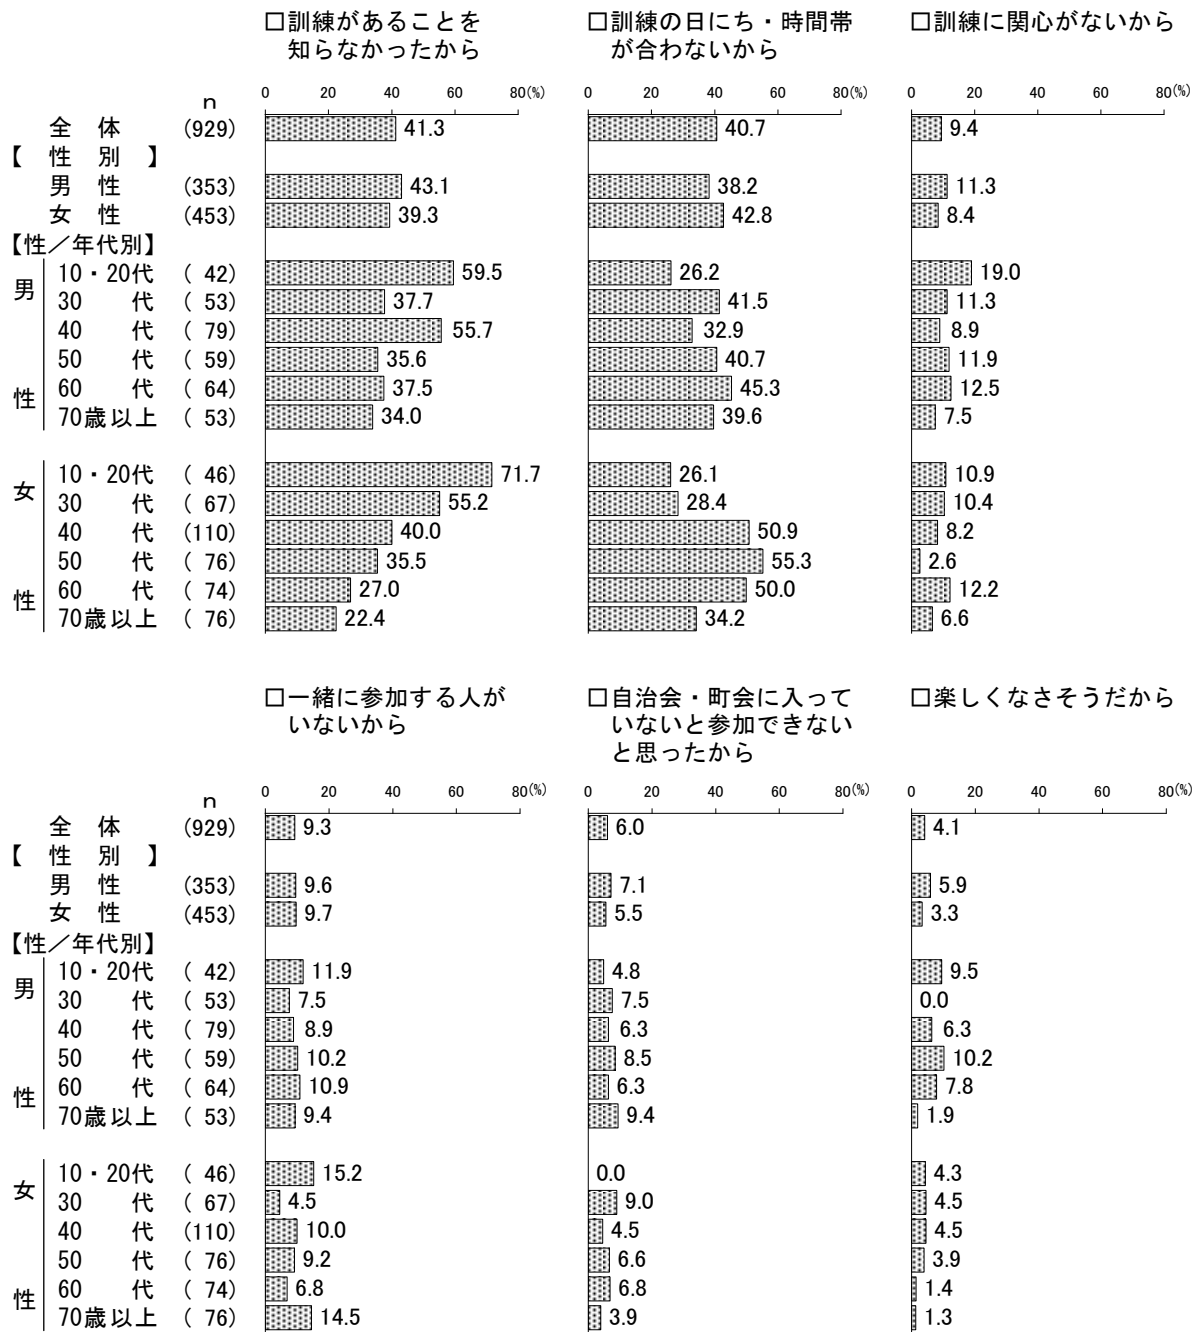 □訓練があることを
知らなかったから
□訓練の日にち・時間帯
が合わないから
□訓練に関心がないから
n 0 20 40 60 80(%) 0 20 40 60 80(%) 0 20 40 60 80(%)
全 体 (929) 41.3 40.7 9.4
【 性 別 】
男 性 (353) 43.1 38.2 11.3
女 性 (453) 39.3 42.8 8.4
【性／年代別】
男性
10・20代 ( 42) 59.5 26.2 19.0
30 代 ( 53) 37.7 41.5 11.3
40 代 ( 79) 55.7 32.9 8.9
50 代 ( 59) 35.6 40.7 11.9
60 代 ( 64) 37.5 45.3 12.5
70歳以上 ( 53) 34.0 39.6 7.5
女性
10・20代 ( 46) 71.7 26.1 10.9
30 代 ( 67) 55.2 28.4 10.4
40 代 (110) 40.0 50.9 8.2
50 代 ( 76) 35.5 55.3 2.6
60 代 ( 74) 27.0 50.0 12.2
70歳以上 ( 76) 22.4 34.2 6.6
□一緒に参加する人が
いないから
□自治会・町会に入って
いないと参加できない
と思ったから
□楽しくなさそうだから
n 0 20 40 60 80(%) 0 20 40 60 80(%) 0 20 40 60 80(%)
全 体 (929) 9.3 6.0 4.1
【 性 別 】
男 性 (353) 9.6 7.1 5.9
女 性 (453) 9.7 5.5 3.3
【性／年代別】
男性
10・20代 ( 42) 11.9 4.8 9.5
30 代 ( 53) 7.5 7.5 0.0
40 代 ( 79) 8.9 6.3 6.3
50 代 ( 59) 10.2 8.5 10.2
60 代 ( 64) 10.9 6.3 7.8
70歳以上 ( 53) 9.4 9.4 1.9
女性
10・20代 ( 46) 15.2 0.0 4.3
30 代 ( 67) 4.5 9.0 4.5
40 代 (110) 10.0 4.5 4.5
50 代 ( 76) 9.2 6.6 3.9
60 代 ( 74) 6.8 6.8 1.4
70歳以上 ( 76) 14.5 3.9 1.3